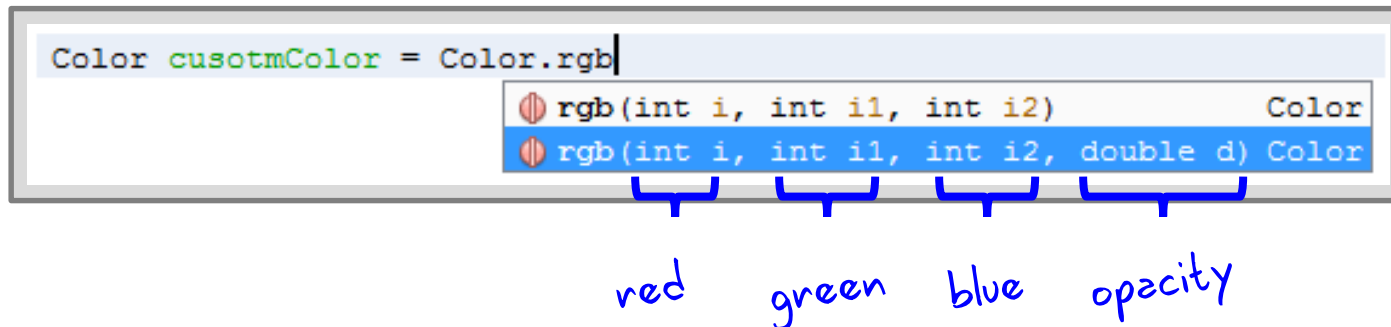 Color cusotmColor = Color.rgb
rgb(int i, int i1, int i2) Color
rgb(int i, int i1, int i2, double d) Color
red green blue opacity